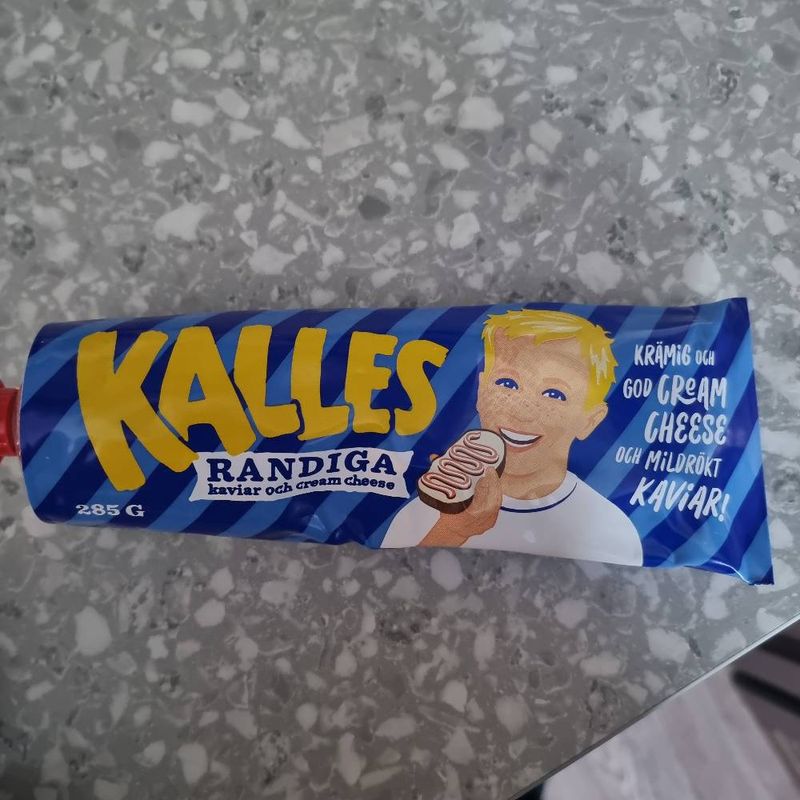 KALLES
RANDIGA
kaviar och cream cheese
285 G
KRÄMIG OCH
GOD CREAM
CHEESE
OCH MILDRÖKT
KAVIAR!